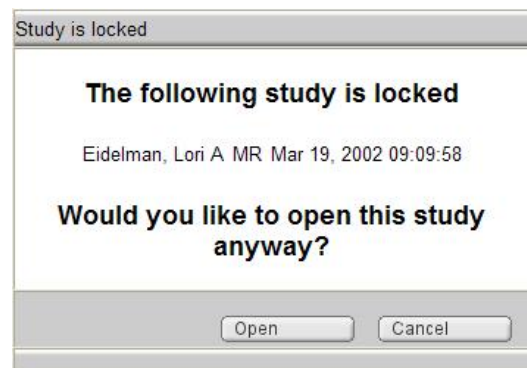 Study is locked
The following study is locked
Eidelman, Lori A MR Mar 19, 2002 09:09:58
Would you like to open this study
anyway?
Open
Cancel